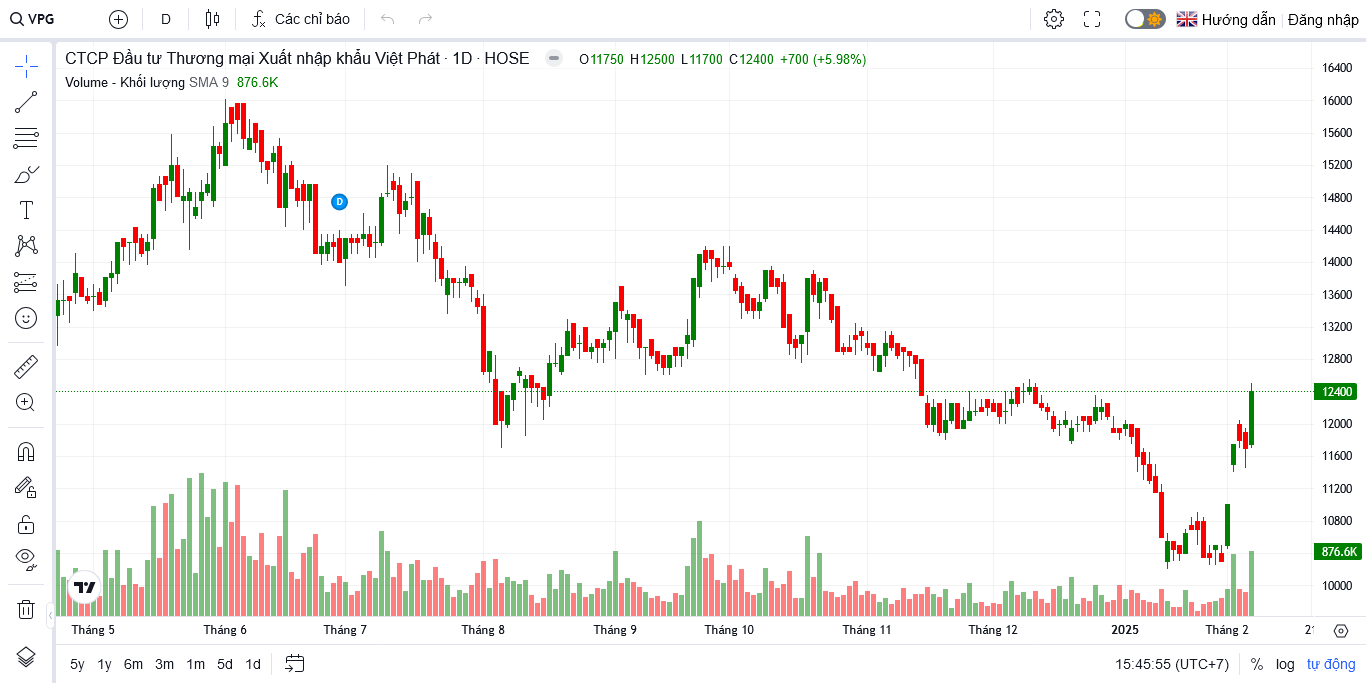 VPG D Các chỉ báo Hướng dẫn Đăng nhập
CTCP Đầu tư Thương mại Xuất nhập khẩu Việt Phát · 1D · HOSE O11750 H12500 L11700 C12400 +700 (+5.98%)
Volume - Khối lượng SMA 9 876.6K
D
16400
16000
15600
15200
14800
14400
14000
13600
13200
12800
12400
12000
11600
11200
10800
876.6K
10000
Tháng 5 Tháng 6 Tháng 7 Tháng 8 Tháng 9 Tháng 10 Tháng 11 Tháng 12 2025 Tháng 2
5y 1y 6m 3m 1m 5d 1d 15:45:55 (UTC+7) % log tự động